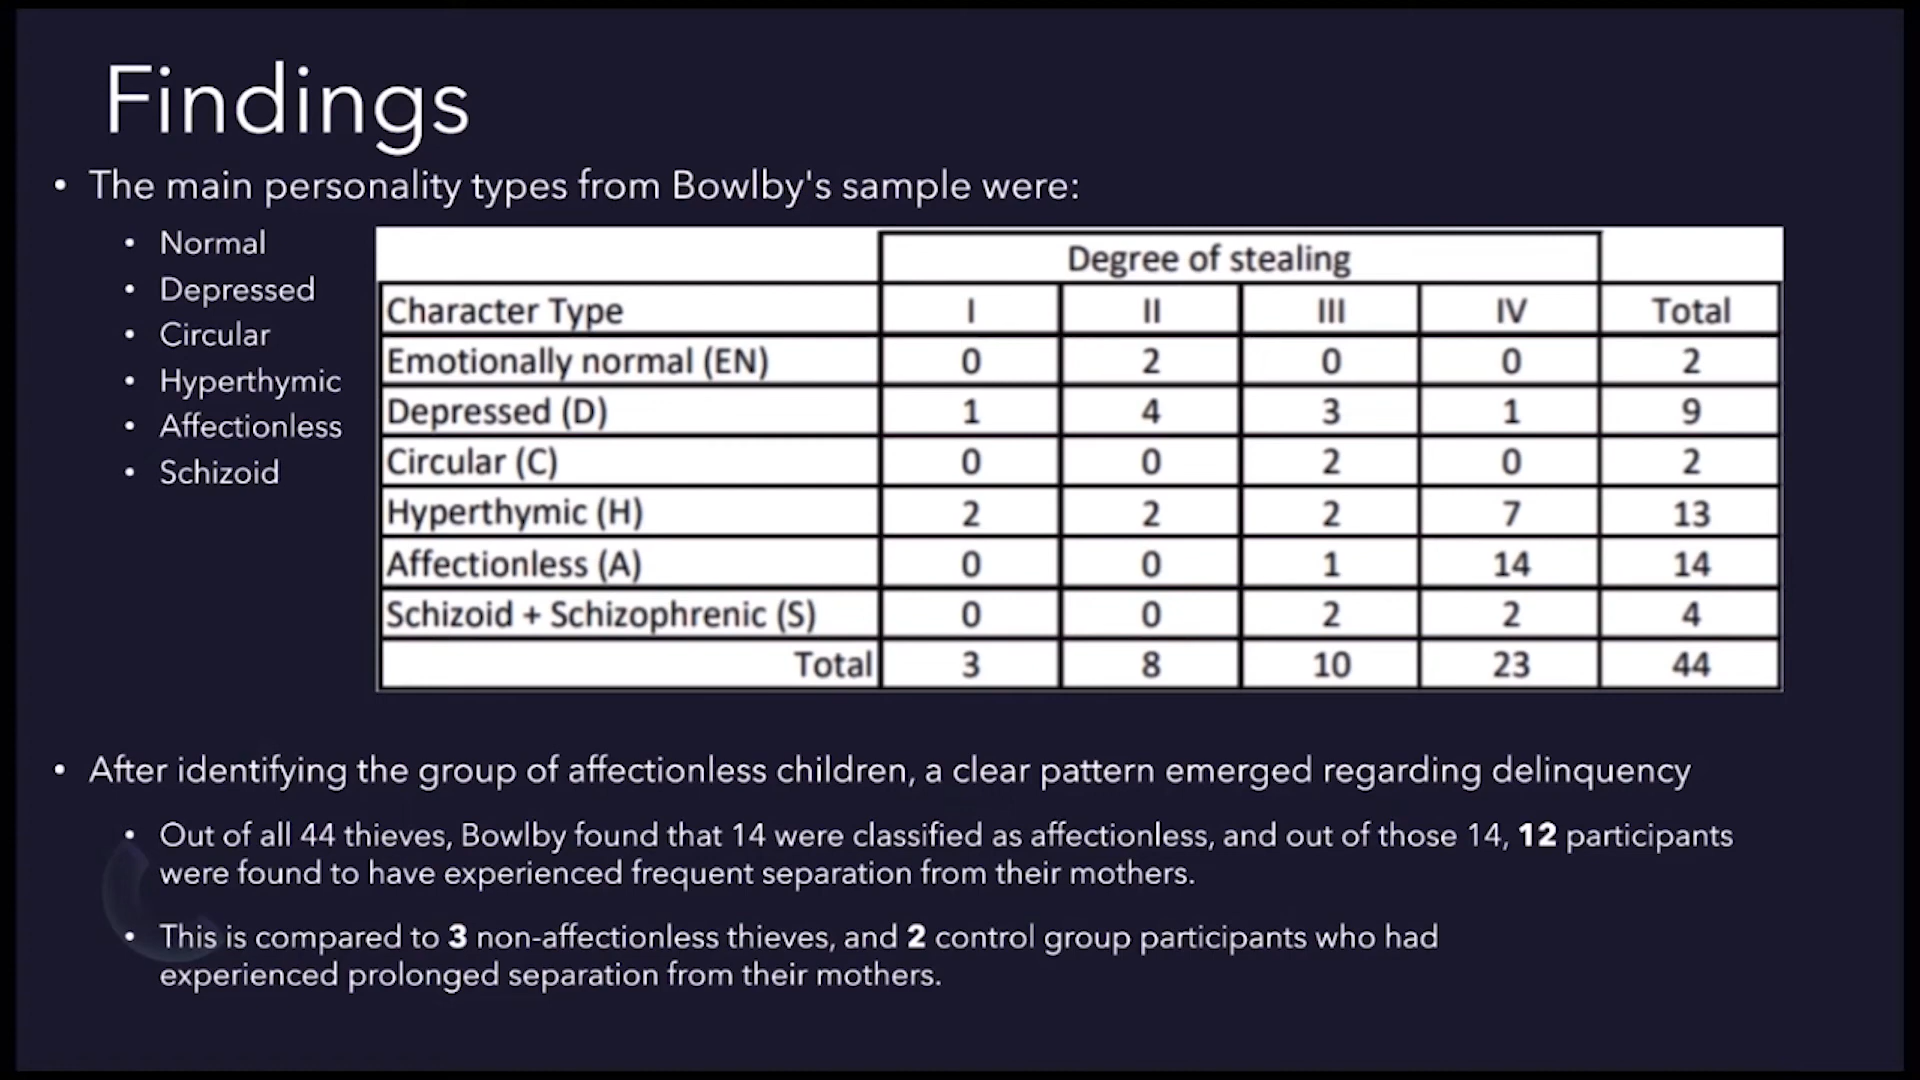 Findings
• The main personality types from Bowlby's sample were:
• Normal
• Depressed
• Circular
• Hyperthymic
• Affectionless
• Schizoid
Degree of stealing
Character Type I II III IV Total
Emotionally normal (EN) 0 2 0 0 2
Depressed (D) 1 4 3 1 9
Circular (C) 0 0 2 0 2
Hyperthymic (H) 2 2 2 7 13
Affectionless (A) 0 0 1 14 14
Schizoid + Schizophrenic (S) 0 0 2 2 4
Total 3 8 10 23 44
• After identifying the group of affectionless children, a clear pattern emerged regarding delinquency
• Out of all 44 thieves, Bowlby found that 14 were classified as affectionless, and out of those 14, 12 participants
were found to have experienced frequent separation from their mothers.
• This is compared to 3 non-affectionless thieves, and 2 control group participants who had
experienced prolonged separation from their mothers.